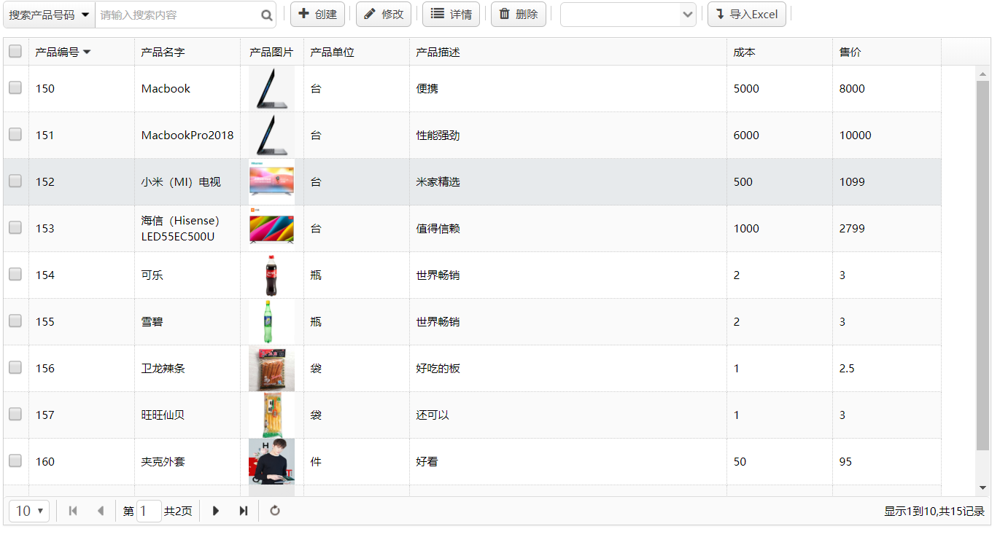 搜索产品号码 请输入搜索内容 创建 修改 详情 删除 导入Excel
产品编号 产品名字 产品图片 产品单位 产品描述 成本 售价
150 Macbook 台 便携 5000 8000
151 MacbookPro2018 台 性能强劲 6000 10000
152 小米（MI）电视 台 米家精选 500 1099
153 海信（Hisense）
LED55EC500U 台 值得信赖 1000 2799
154 可乐 瓶 世界畅销 2 3
155 雪碧 瓶 世界畅销 2 3
156 卫龙辣条 袋 好吃的板 1 2.5
157 旺旺仙贝 袋 还可以 1 3
160 夹克外套 件 好看 50 95
10 第 1 共2页 显示1到10,共15记录